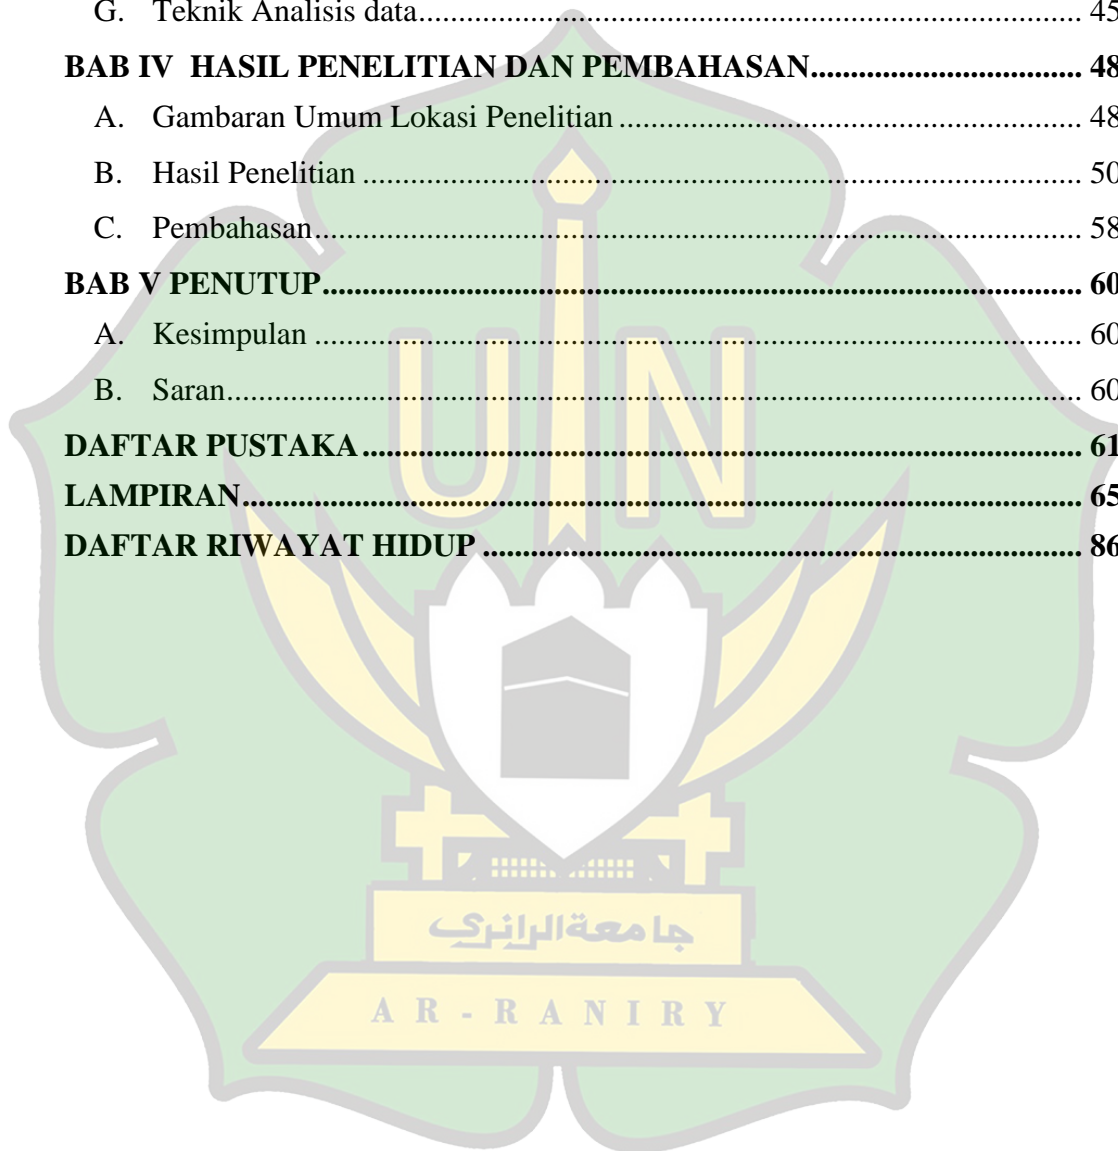 G. Teknik Analisis data.................................................................................... 45
BAB IV HASIL PENELITIAN DAN PEMBAHASAN.................................. 48
A. Gambaran Umum Lokasi Penelitian .......................................................... 48
B. Hasil Penelitian .......................................................................................... 50
C. Pembahasan................................................................................................ 58
BAB V PENUTUP............................................................................................... 60
A. Kesimpulan ................................................................................................ 60
B. Saran........................................................................................................... 60
DAFTAR PUSTAKA .......................................................................................... 61
LAMPIRAN......................................................................................................... 65
DAFTAR RIWAYAT HIDUP ........................................................................... 86
UIN
جامعة الرانري
AR-RANIRY